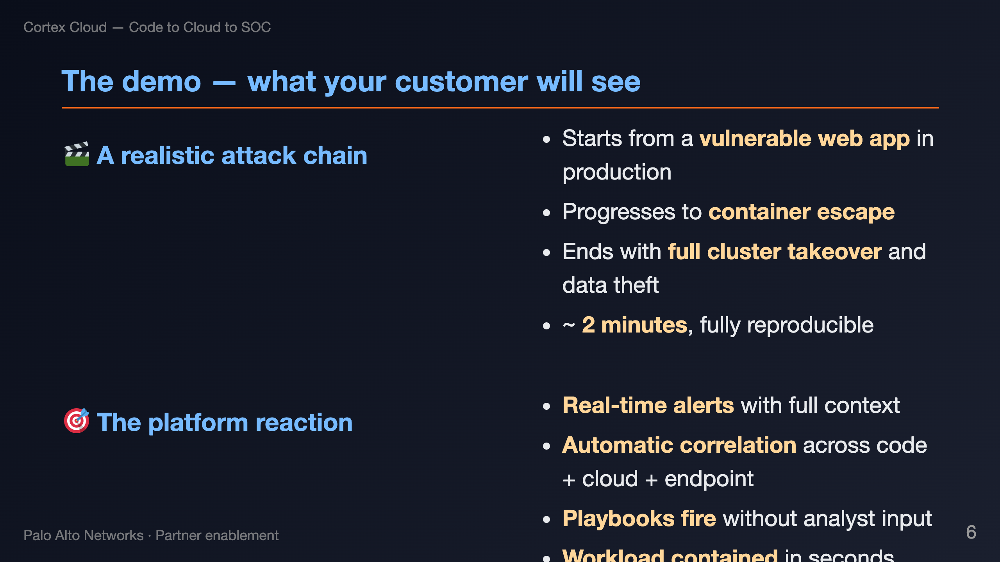 Cortex Cloud — Code to Cloud to SOC
The demo — what your customer will see
A realistic attack chain
• Starts from a vulnerable web app in
production
• Progresses to container escape
• Ends with full cluster takeover and
data theft
• ~ 2 minutes, fully reproducible
The platform reaction
• Real-time alerts with full context
• Automatic correlation across code
+ cloud + endpoint
• Playbooks fire without analyst input
• Workload contained in seconds
Palo Alto Networks · Partner enablement
6